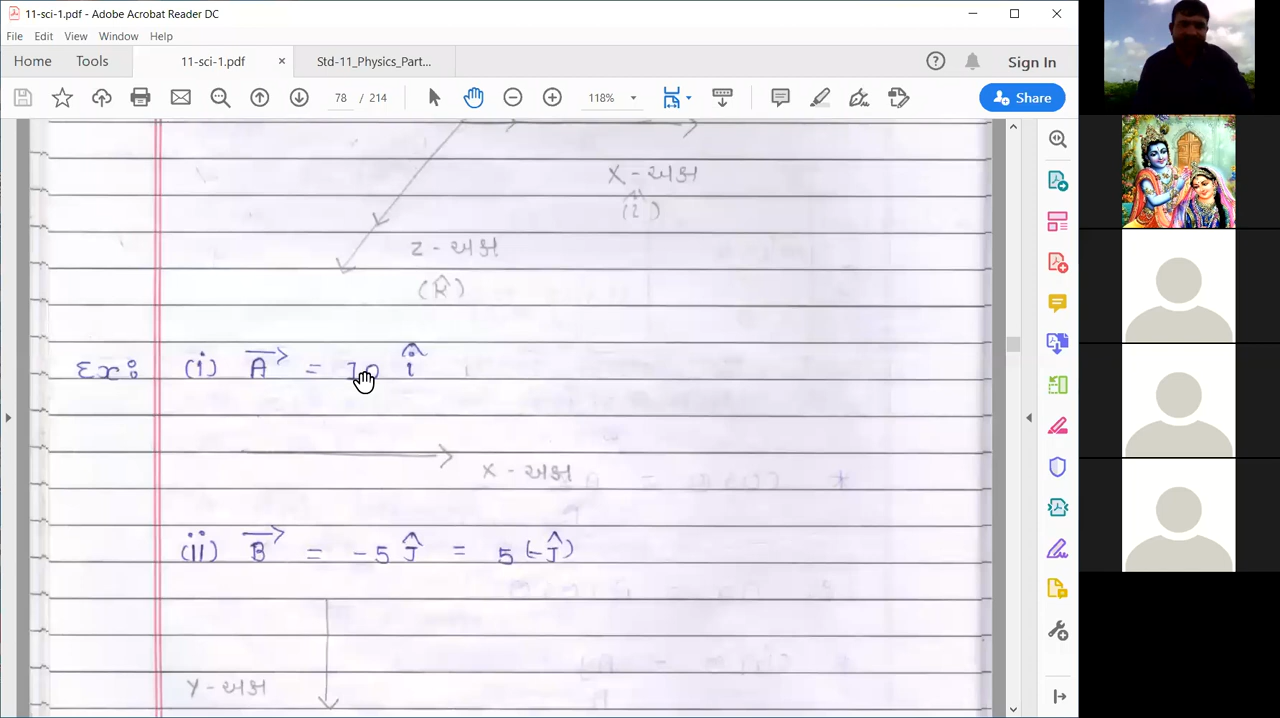 11-sci-1.pdf - Adobe Acrobat Reader DC
File Edit View Window Help
Home Tools 11-sci-1.pdf × Std-11_Physics_Part... Sign In
78 / 214 118% Share
X - અક્ષ
(î)
Z - અક્ષ
(k̂)
Ex: (i) A⃗ = 10 î
X - અક્ષ
(ii) B⃗ = -5 ĵ = 5 (-ĵ)
Y - અક્ષ